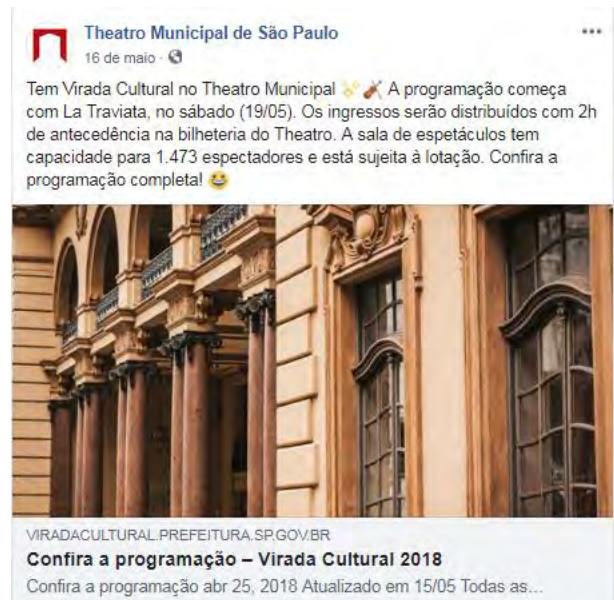 Theatro Municipal de São Paulo
16 de maio
Tem Virada Cultural no Theatro Municipal A programação começa
com La Traviata, no sábado (19/05). Os ingressos serão distribuídos com 2h
de antecedência na bilheteria do Theatro. A sala de espetáculos tem
capacidade para 1.473 espectadores e está sujeita à lotação. Confira a
programação completa!
VIRADACULTURAL.PREFEITURA.SP.GOV.BR
Confira a programação – Virada Cultural 2018
Confira a programação abr 25, 2018 Atualizado em 15/05 Todas as...